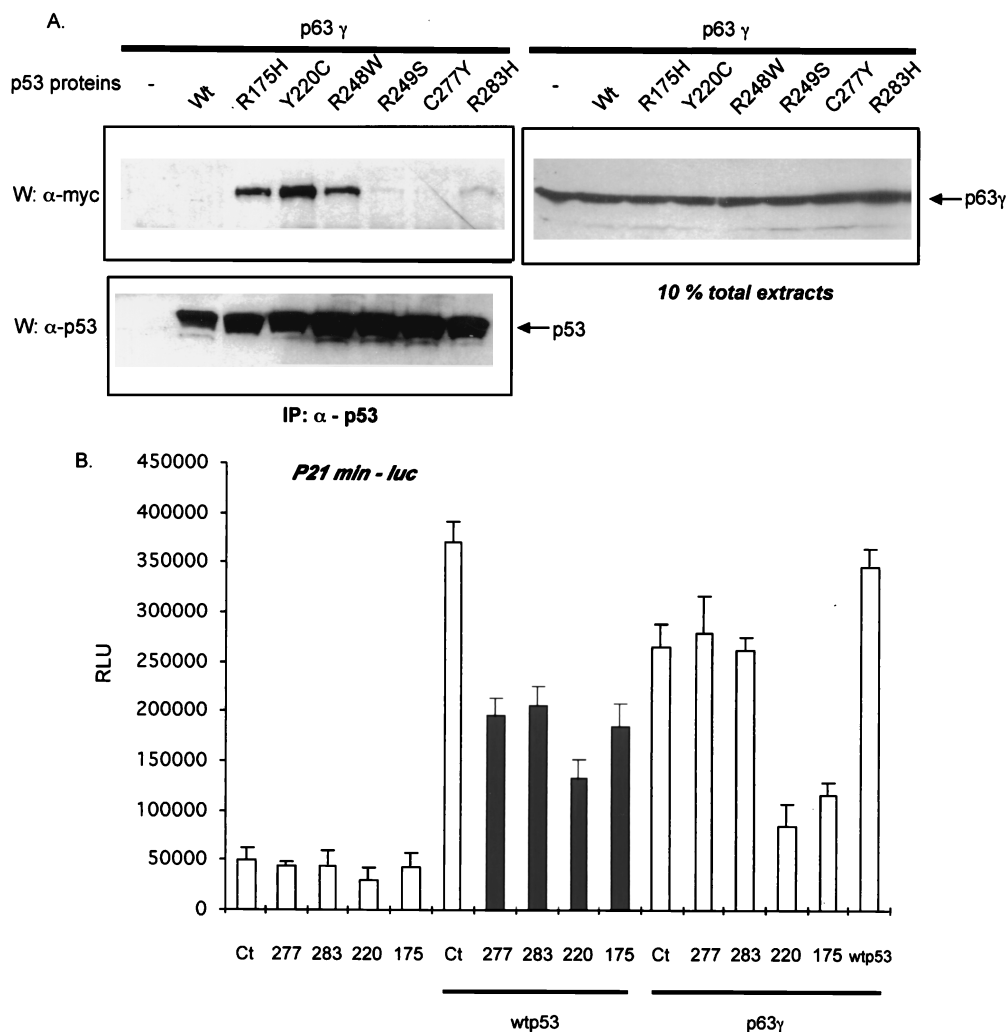 A.
p63 γ
p63 γ
p53 proteins - Wt R175H Y220C R248W R249S C277Y R283H
- Wt R175H Y220C R248W R249S C277Y R283H
W: α-myc
p63γ
10 % total extracts
W: α-p53
p53
IP: α - p53
B.
P21 min - luc
450000
400000
350000
300000
250000
200000
150000
100000
50000
0
RLU
Ct 277 283 220 175 Ct 277 283 220 175 Ct 277 283 220 175 wtp53
wtp53 p63γ